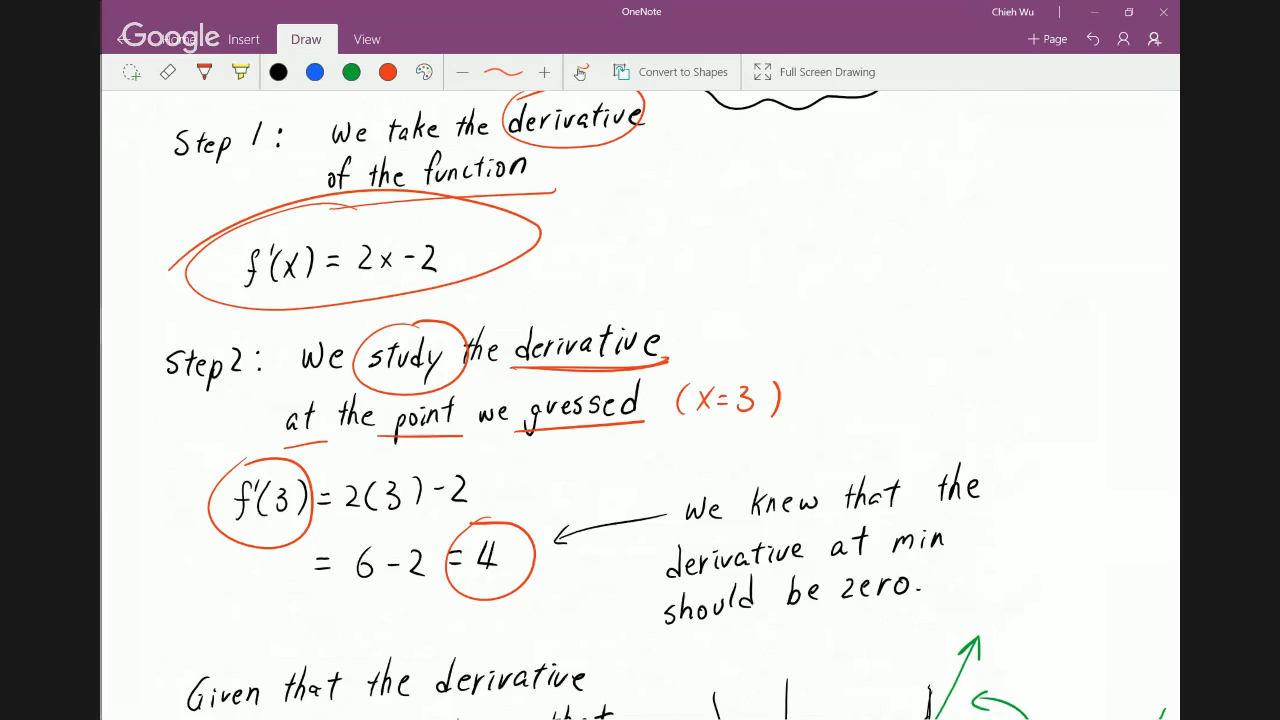 OneNote
Chieh Wu
Google
Insert
Draw
View
+ Page
Convert to Shapes
Full Screen Drawing
Step 1: We take the derivative
of the function
f'(x) = 2x - 2
Step 2: We study the derivative
at the point we guessed (x=3)
f'(3) = 2(3) - 2
= 6 - 2 = 4
We knew that the
derivative at min
should be zero.
Given that the derivative
that